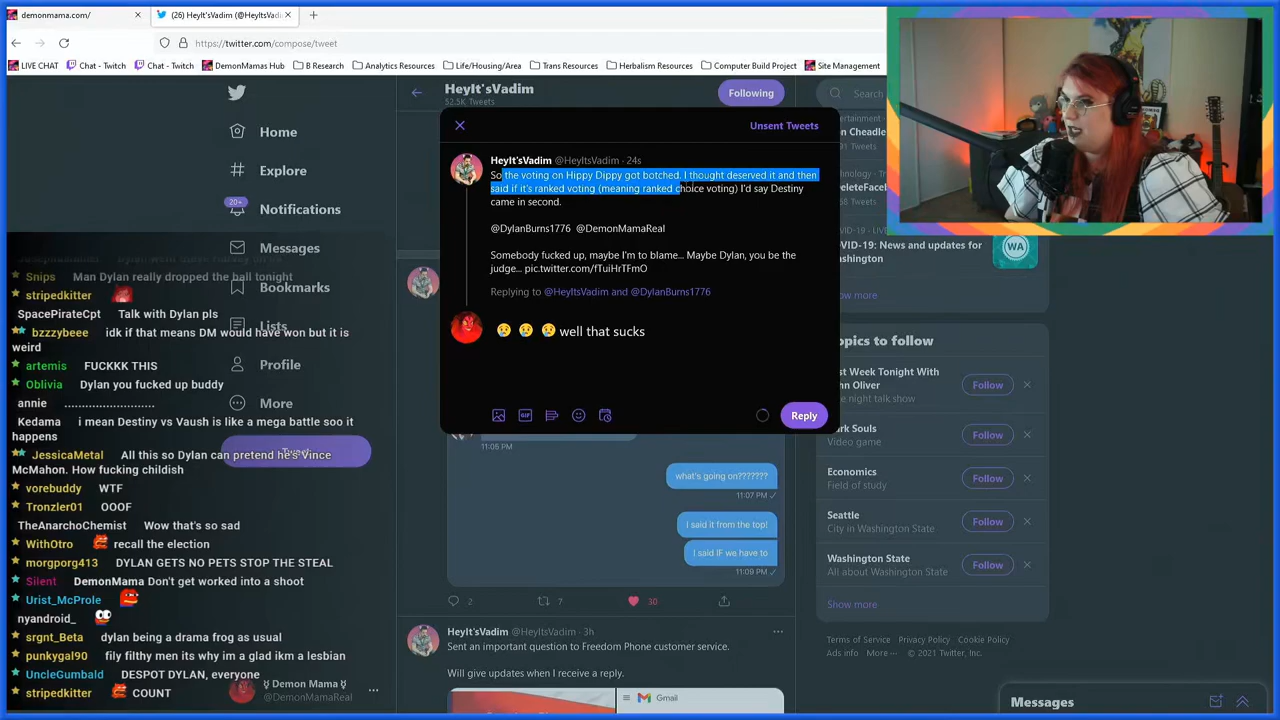 demonmama.com/
(26) HeyIt'sVadim (@HeyItsVadi
https://twitter.com/compose/tweet
LIVE CHAT
Chat - Twitch
Chat - Twitch
DemonMamas Hub
B Research
Analytics Resources
Life/Housing/Area
Trans Resources
Herbalism Resources
Computer Build Project
Site Management
Home
Explore
20+
Notifications
Messages
Bookmarks
Lists
Profile
More
HeyIt'sVadim
52.5K Tweets
Following
Search
Unsent Tweets
HeyIt'sVadim @HeyItsVadim · 24s
So the voting on Hippy Dippy got botched. I thought deserved it and then
said if it's ranked voting (meaning ranked choice voting) I'd say Destiny
came in second.
@DylanBurns1776 @DemonMamaReal
Somebody fucked up, maybe I'm to blame... Maybe Dylan, you be the
judge... pic.twitter.com/fTuiHrTFmO
Replying to @HeyItsVadim and @DylanBurns1776
😢 😢 😢 well that sucks
GIF
Reply
11:05 PM
what's going on???????
11:07 PM ✓
I said it from the top!
I said IF we have to
11:09 PM ✓
2
7
30
HeyIt'sVadim @HeyItsVadim · 3h
Sent an important question to Freedom Phone customer service.
Will give updates when I receive a reply.
Gmail
Snips Man Dylan really dropped the ball tonight
stripedkitter
SpacePirateCpt Talk with Dylan pls
bzzzybeee idk if that means DM would have won but it is
weird
artemis FUCKKK THIS
Oblivia Dylan you fucked up buddy
annie ..........................
Kedama i mean Destiny vs Vaush is like a mega battle soo it
happens
JessicaMetal All this so Dylan can pretend he's Vince
McMahon. How fucking childish
vorebuddy WTF
Tronzler01 OOOF
TheAnarchoChemist Wow that's so sad
WithOtro recall the election
morgporg413 DYLAN GETS NO PETS STOP THE STEAL
Silent DemonMama Don't get worked into a shoot
Urist_McProle
nyandroid_
srgnt_Beta dylan being a drama frog as usual
punkygal90 fily filthy men its why im a glad ikm a lesbian
UncleGumbald DESPOT DYLAN, everyone
stripedkitter COUNT
Demon Mama
@DemonMamaReal
on Cheadle
91 Tweets
OVID-19: News and updates for
Washington State
WA
Topics to follow
st Week Tonight With
hn Oliver
te night talk show
Follow
ark Souls
Video game
Follow
Economics
Field of study
Follow
Seattle
City in Washington State
Follow
Washington State
All about Washington State
Follow
Show more
Terms of Service Privacy Policy Cookie Policy
Ads info More ··· © 2021 Twitter, Inc.
Messages